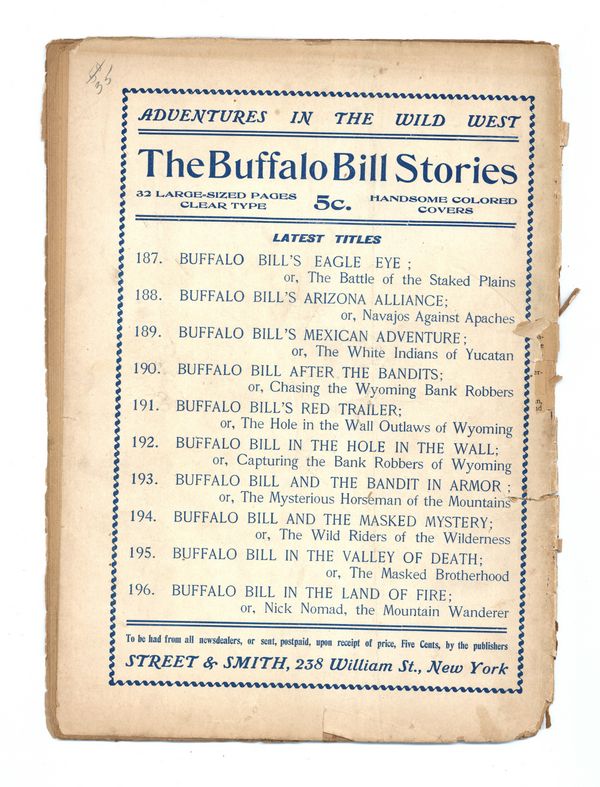 $35
ADVENTURES IN THE WILD WEST
The Buffalo Bill Stories
32 LARGE-SIZED PAGES
CLEAR TYPE
5c.
HANDSOME COLORED
COVERS
LATEST TITLES
187. BUFFALO BILL'S EAGLE EYE;
or, The Battle of the Staked Plains
188. BUFFALO BILL'S ARIZONA ALLIANCE;
or, Navajos Against Apaches
189. BUFFALO BILL'S MEXICAN ADVENTURE;
or, The White Indians of Yucatan
190. BUFFALO BILL AFTER THE BANDITS;
or, Chasing the Wyoming Bank Robbers
191. BUFFALO BILL'S RED TRAILER;
or, The Hole in the Wall Outlaws of Wyoming
192. BUFFALO BILL IN THE HOLE IN THE WALL;
or, Capturing the Bank Robbers of Wyoming
193. BUFFALO BILL AND THE BANDIT IN ARMOR;
or, The Mysterious Horseman of the Mountains
194. BUFFALO BILL AND THE MASKED MYSTERY;
or, The Wild Riders of the Wilderness
195. BUFFALO BILL IN THE VALLEY OF DEATH;
or, The Masked Brotherhood
196. BUFFALO BILL IN THE LAND OF FIRE;
or, Nick Nomad, the Mountain Wanderer
To be had from all newsdealers, or sent, postpaid, upon receipt of price, Five Cents, by the publishers
STREET & SMITH, 238 William St., New York